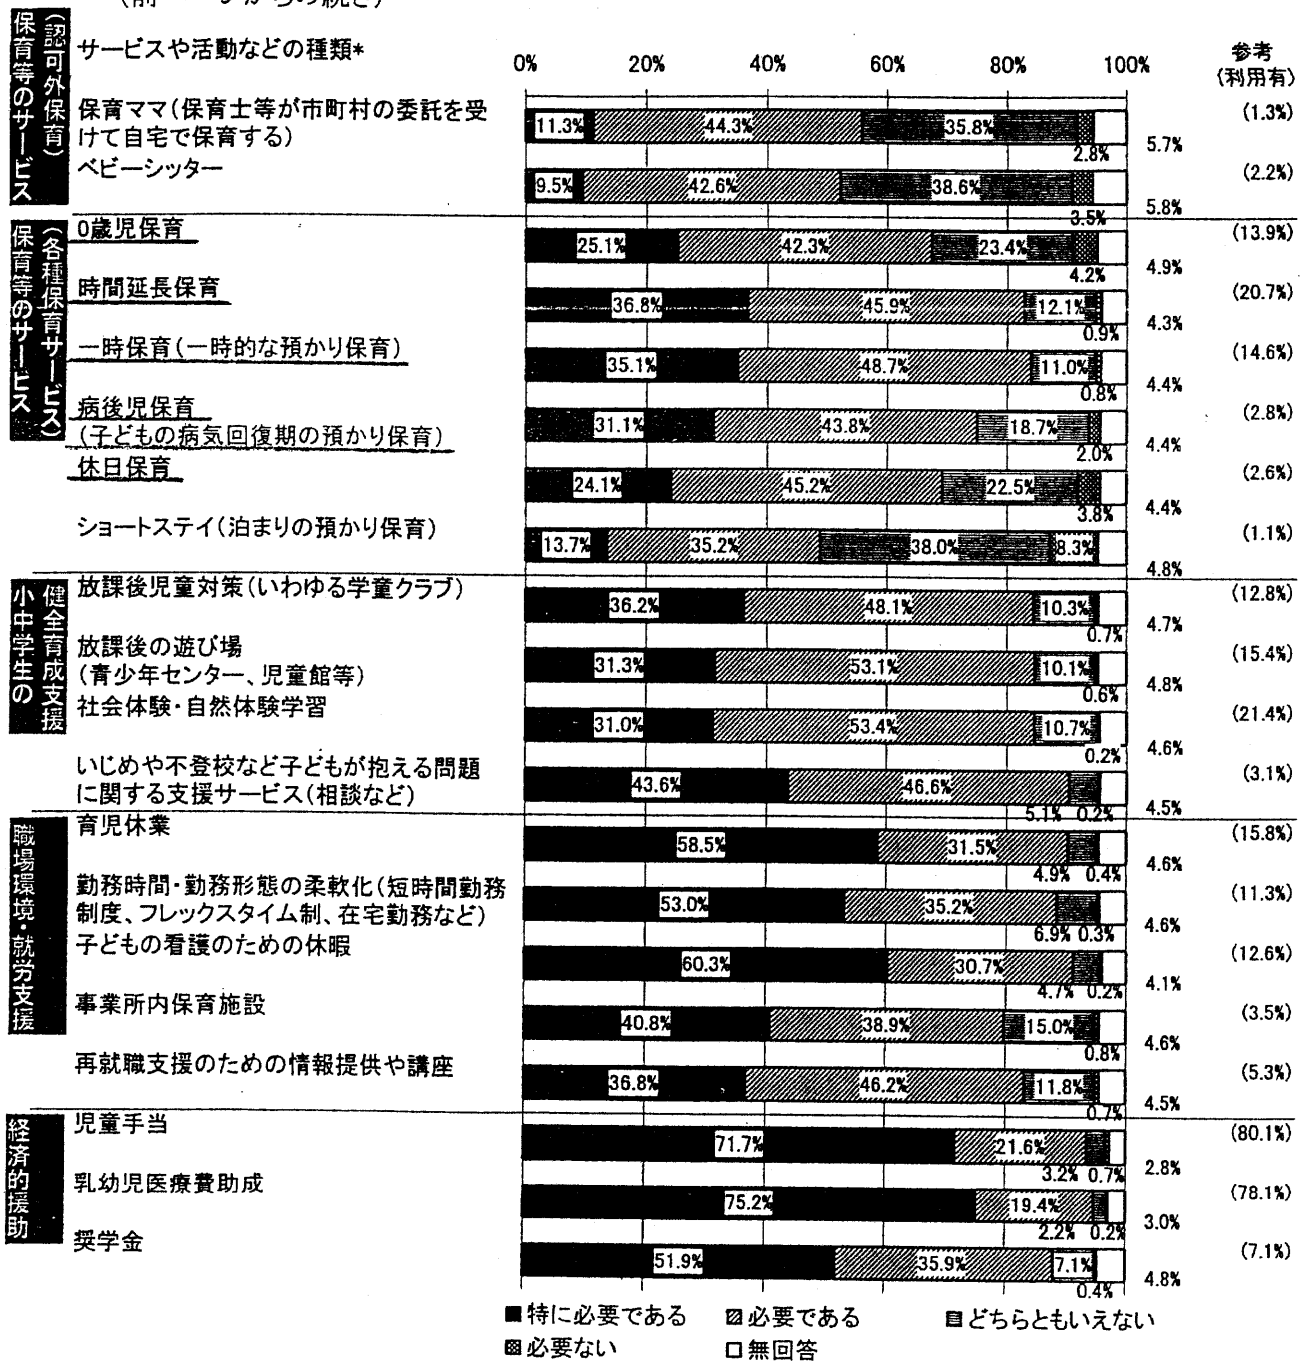 (認可外保育)
保育等のサービス
サービスや活動などの種類*
0% 20% 40% 60% 80% 100%
参考
(利用有)
保育ママ(保育士等が市町村の委託を受
けて自宅で保育する)
11.3% 44.3% 35.8% 2.8% 5.7% (1.3%)
ベビーシッター
9.5% 42.6% 38.6% 3.5% 5.8% (2.2%)
(各種保育サービス)
保育等のサービス
0歳児保育
25.1% 42.3% 23.4% 4.2% 4.9% (13.9%)
時間延長保育
36.8% 45.9% 12.1% 0.9% 4.3% (20.7%)
一時保育(一時的な預かり保育)
35.1% 48.7% 11.0% 0.8% 4.4% (14.6%)
病後児保育
(子どもの病気回復期の預かり保育)
31.1% 43.8% 18.7% 2.0% 4.4% (2.8%)
休日保育
24.1% 45.2% 22.5% 3.8% 4.4% (2.6%)
ショートステイ(泊まりの預かり保育)
13.7% 35.2% 38.0% 8.3% 4.8% (1.1%)
健全育成支援
小中学生の
放課後児童対策(いわゆる学童クラブ)
36.2% 48.1% 10.3% 0.7% 4.7% (12.8%)
放課後の遊び場
(青少年センター、児童館等)
31.3% 53.1% 10.1% 0.6% 4.8% (15.4%)
社会体験・自然体験学習
31.0% 53.4% 10.7% 0.2% 4.6% (21.4%)
いじめや不登校など子どもが抱える問題
に関する支援サービス(相談など)
43.6% 46.6% 5.1% 0.2% 4.5% (3.1%)
職場環境・就労支援
育児休業
58.5% 31.5% 4.9% 0.4% 4.6% (15.8%)
勤務時間・勤務形態の柔軟化(短時間勤務
制度、フレックスタイム制、在宅勤務など)
53.0% 35.2% 6.9% 0.3% 4.6% (11.3%)
子どもの看護のための休暇
60.3% 30.7% 4.7% 0.2% 4.1% (12.6%)
事業所内保育施設
40.8% 38.9% 15.0% 0.8% 4.6% (3.5%)
再就職支援のための情報提供や講座
36.8% 46.2% 11.8% 0.7% 4.5% (5.3%)
経済的援助
児童手当
71.7% 21.6% 3.2% 0.7% 2.8% (80.1%)
乳幼児医療費助成
75.2% 19.4% 2.2% 0.2% 3.0% (78.1%)
奨学金
51.9% 35.9% 7.1% 0.4% 4.8% (7.1%)
特に必要である 必要である どちらともいえない
必要ない 無回答